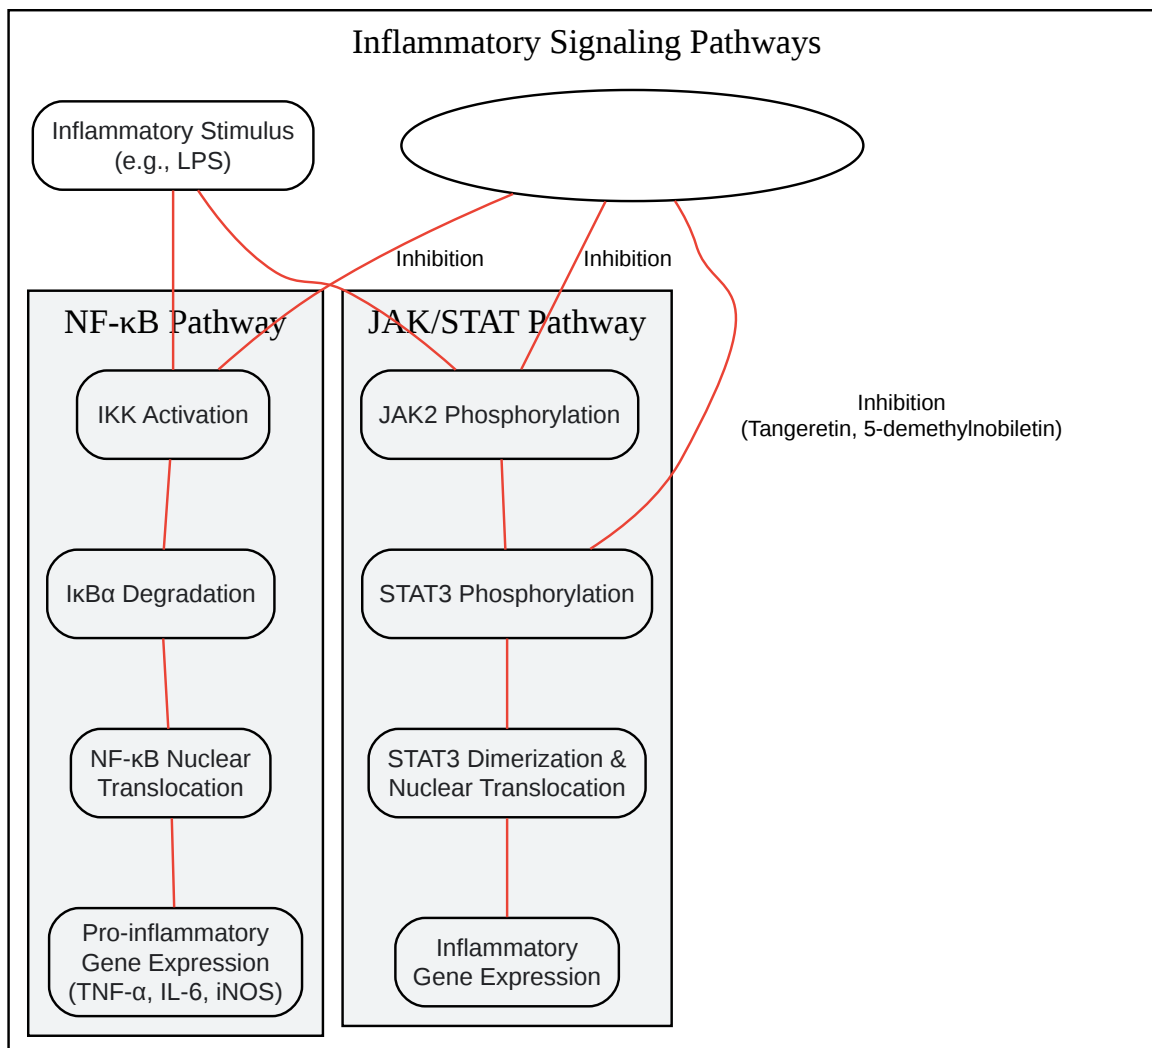 Inflammatory Signaling Pathways
Inflammatory Stimulus
(e.g., LPS)
Inhibition
Inhibition
NF-κB Pathway
JAK/STAT Pathway
IKK Activation
JAK2 Phosphorylation
Inhibition
(Tangeretin, 5-demethylnobiletin)
IκBα Degradation
STAT3 Phosphorylation
NF-κB Nuclear
Translocation
STAT3 Dimerization &
Nuclear Translocation
Pro-inflammatory
Gene Expression
(TNF-α, IL-6, iNOS)
Inflammatory
Gene Expression